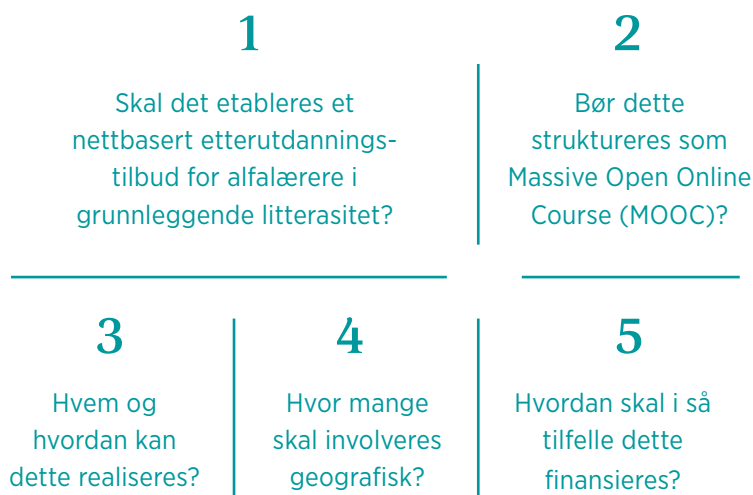 1
Skal det etableres et
nettbasert etterutdannings-
tilbud for alfalærere i
grunnleggende litterasitet?
2
Bør dette
struktureres som
Massive Open Online
Course (MOOC)?
3
Hvem og
hvordan kan
dette realiseres?
4
Hvor mange
skal involveres
geografisk?
5
Hvordan skal i så
tilfelle dette
finansieres?